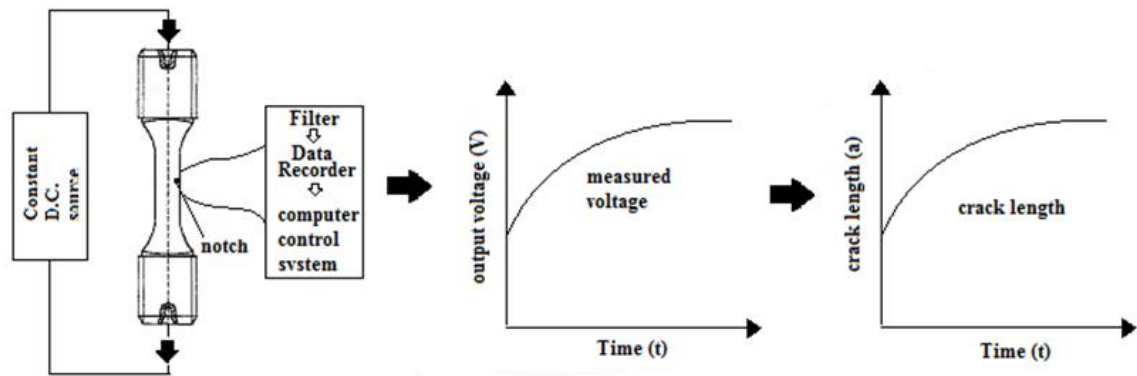 Constant
D.C.
source
notch
Filter
Data
Recorder
computer
control
system
output voltage (V)
measured
voltage
Time (t)
crack length (a)
crack length
Time (t)